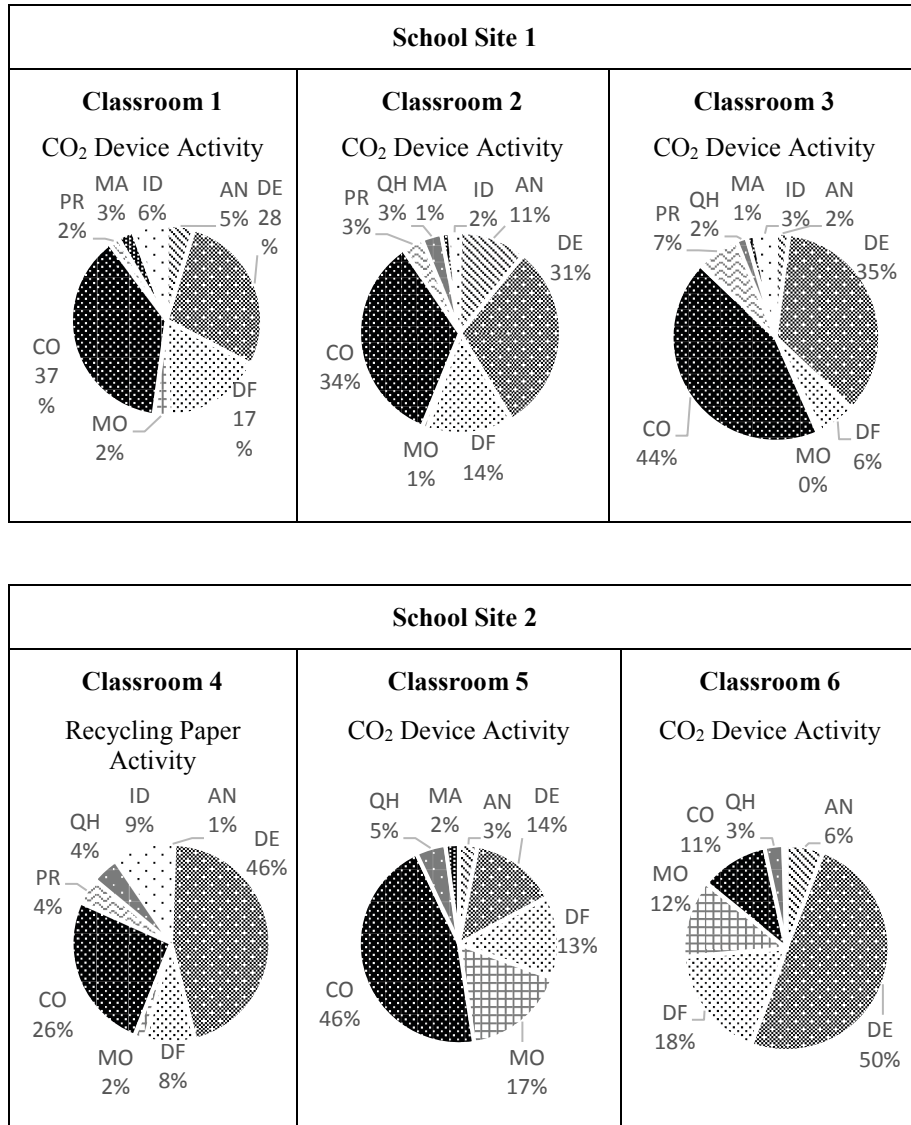 School Site 1
Classroom 1
CO₂ Device Activity
PR
2%
MA
3%
ID
6%
AN
5%
DE
28
%
CO
37
%
MO
2%
DF
17
%
Classroom 2
CO₂ Device Activity
PR
3%
QH
3%
MA
1%
ID
2%
AN
11%
DE
31%
CO
34%
MO
1%
DF
14%
Classroom 3
CO₂ Device Activity
PR
7%
QH
2%
MA
1%
ID
3%
AN
2%
DE
35%
CO
44%
MO
0%
DF
6%
School Site 2
Classroom 4
Recycling Paper
Activity
PR
4%
QH
4%
ID
9%
AN
1%
DE
46%
CO
26%
MO
2%
DF
8%
Classroom 5
CO₂ Device Activity
QH
5%
MA
2%
AN
3%
DE
14%
DF
13%
CO
46%
MO
17%
Classroom 6
CO₂ Device Activity
CO
11%
QH
3%
AN
6%
MO
12%
DF
18%
DE
50%